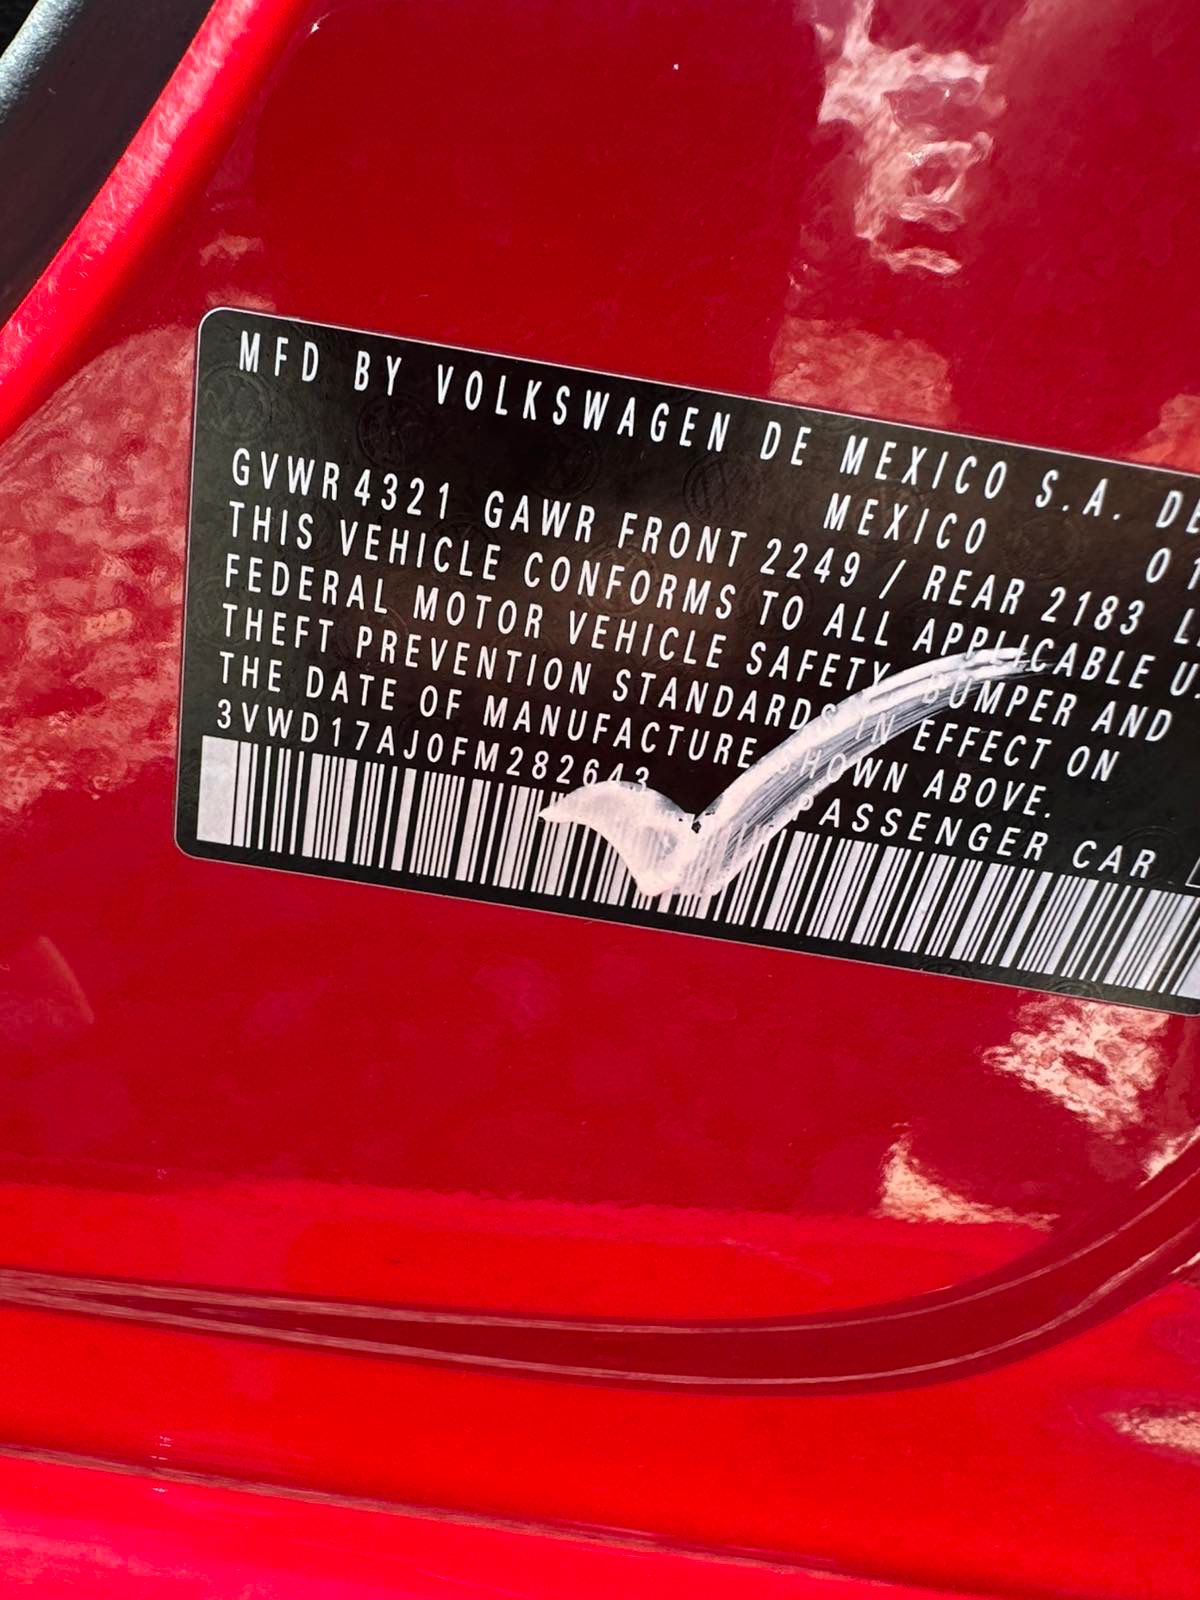 MFD BY VOLKSWAGEN DE MEXICO S.A. DE
MEXICO 01
GVWR4321 GAWR FRONT 2249 / REAR 2183 L
THIS VEHICLE CONFORMS TO ALL APPLICABLE U
FEDERAL MOTOR VEHICLE SAFETY, BUMPER AND
THEFT PREVENTION STANDARDS IN EFFECT ON
THE DATE OF MANUFACTURE SHOWN ABOVE.
3VWD17AJ0FM282643 PASSENGER CAR